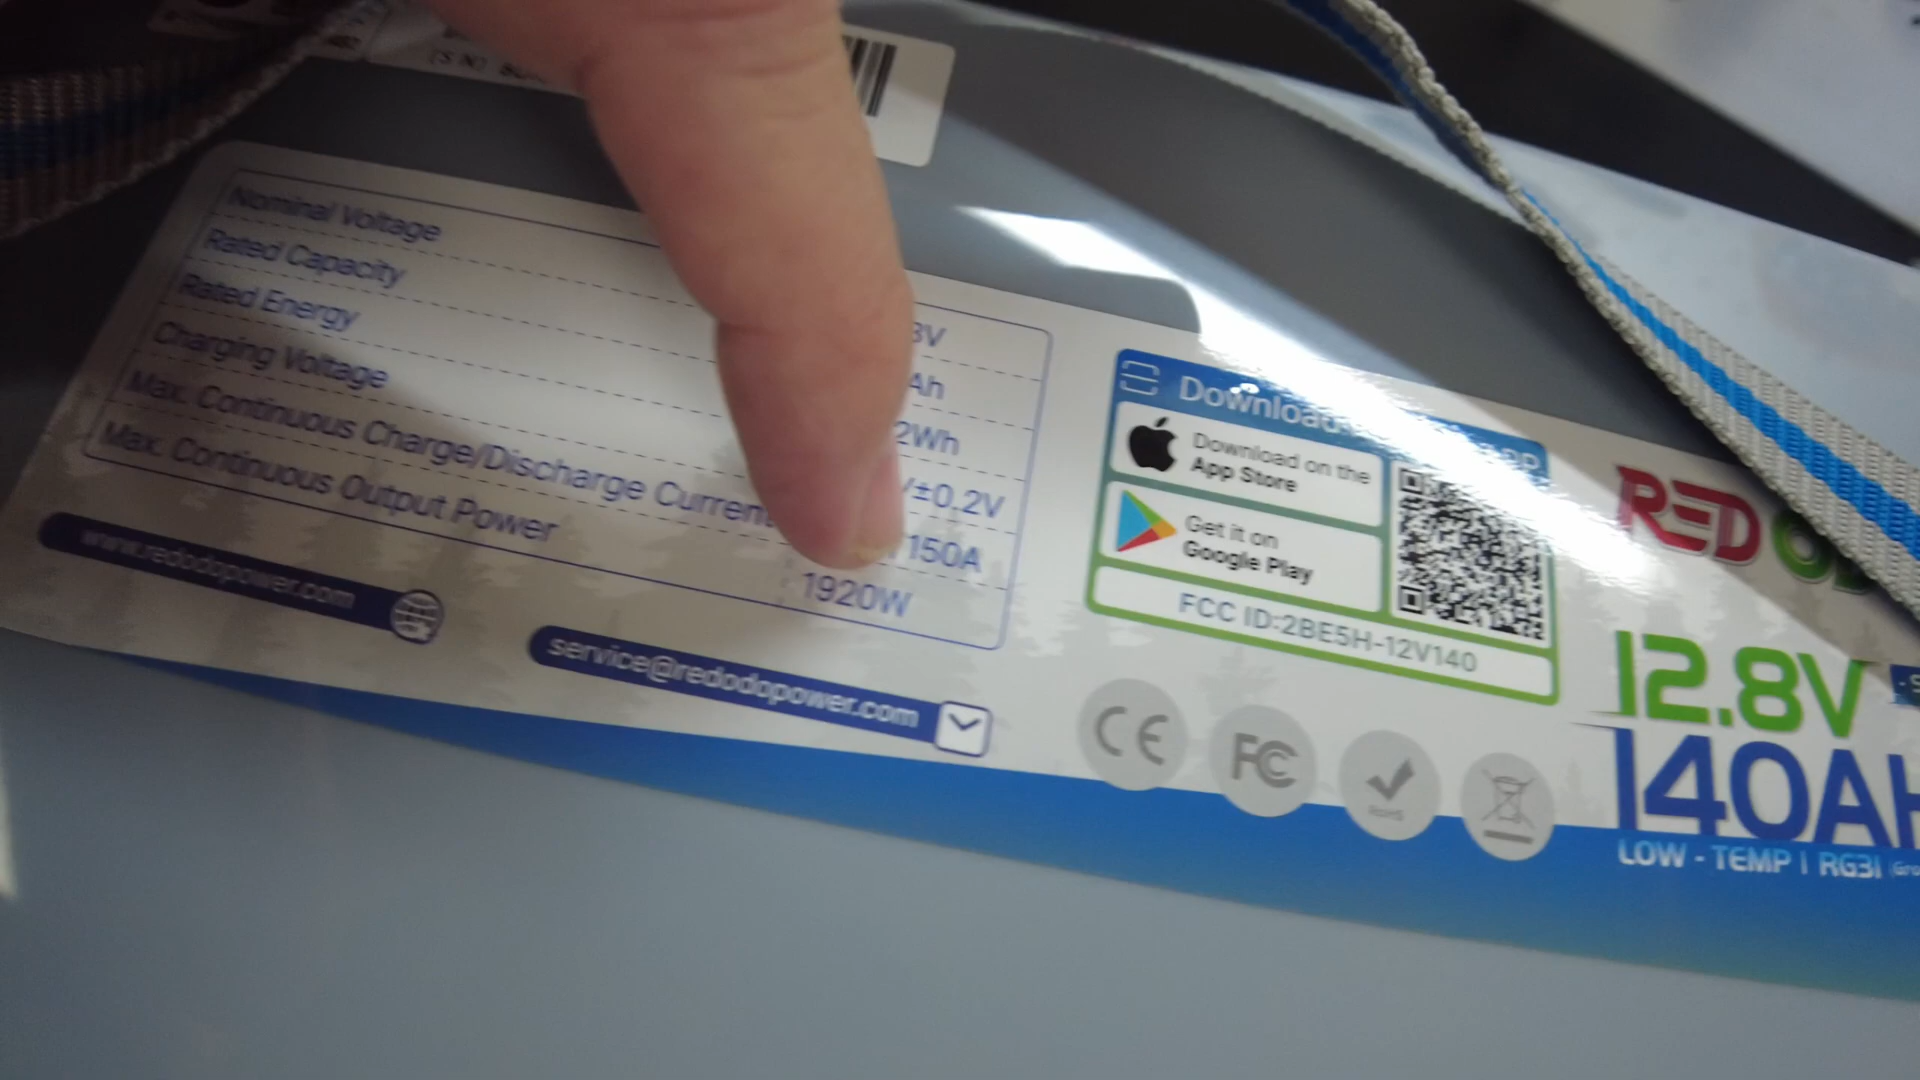 (S/N)
Nominal Voltage
Rated Capacity
Rated Energy
Charging Voltage
Max. Continuous Charge/Discharge Current
Max. Continuous Output Power
8V
Ah
2Wh
V±0.2V
150A
1920W
www.redodopower.com
service@redodopower.com
Download
Download on the
App Store
Get it on
Google Play
FCC ID:2BE5H-12V140
CE
FC
RoHS
RED
12.8V
140AH
LOW - TEMP | RG31